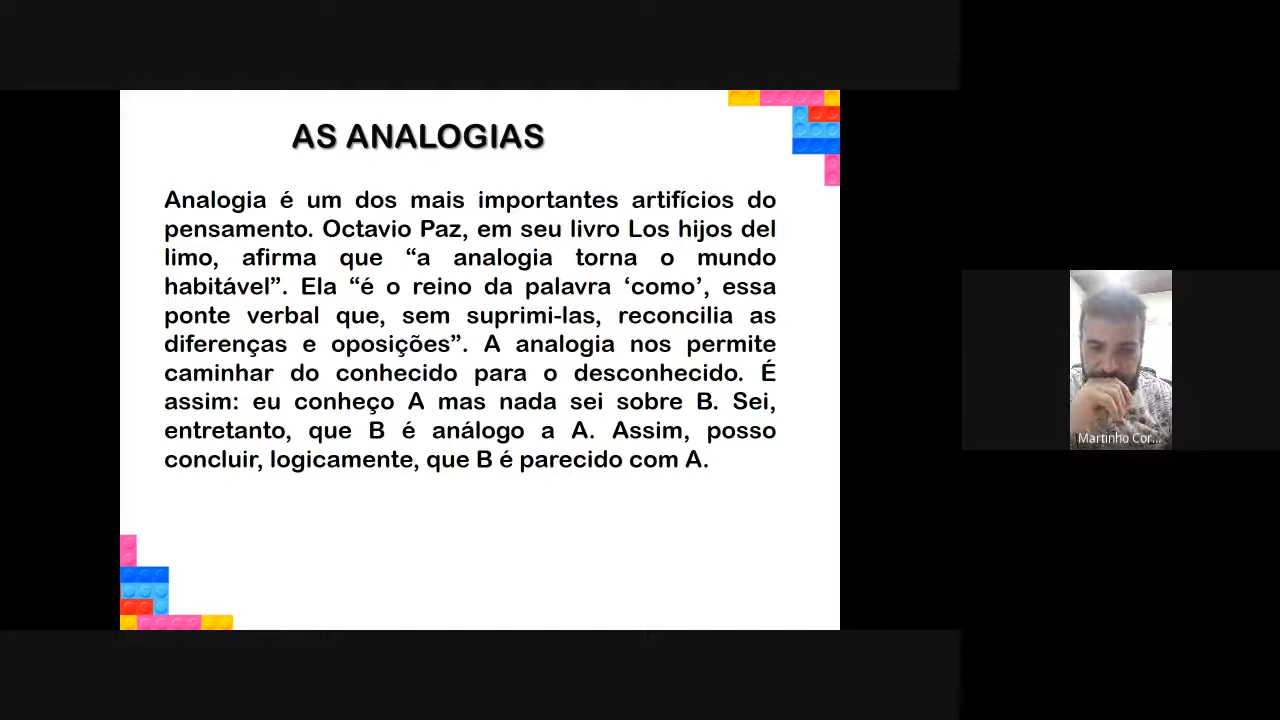 AS ANALOGIAS
Analogia é um dos mais importantes artifícios do
pensamento. Octavio Paz, em seu livro Los hijos del
limo, afirma que “a analogia torna o mundo
habitável”. Ela “é o reino da palavra ‘como’, essa
ponte verbal que, sem suprimi-las, reconcilia as
diferenças e oposições”. A analogia nos permite
caminhar do conhecido para o desconhecido. É
assim: eu conheço A mas nada sei sobre B. Sei,
entretanto, que B é análogo a A. Assim, posso
concluir, logicamente, que B é parecido com A.
Martinho Cor...